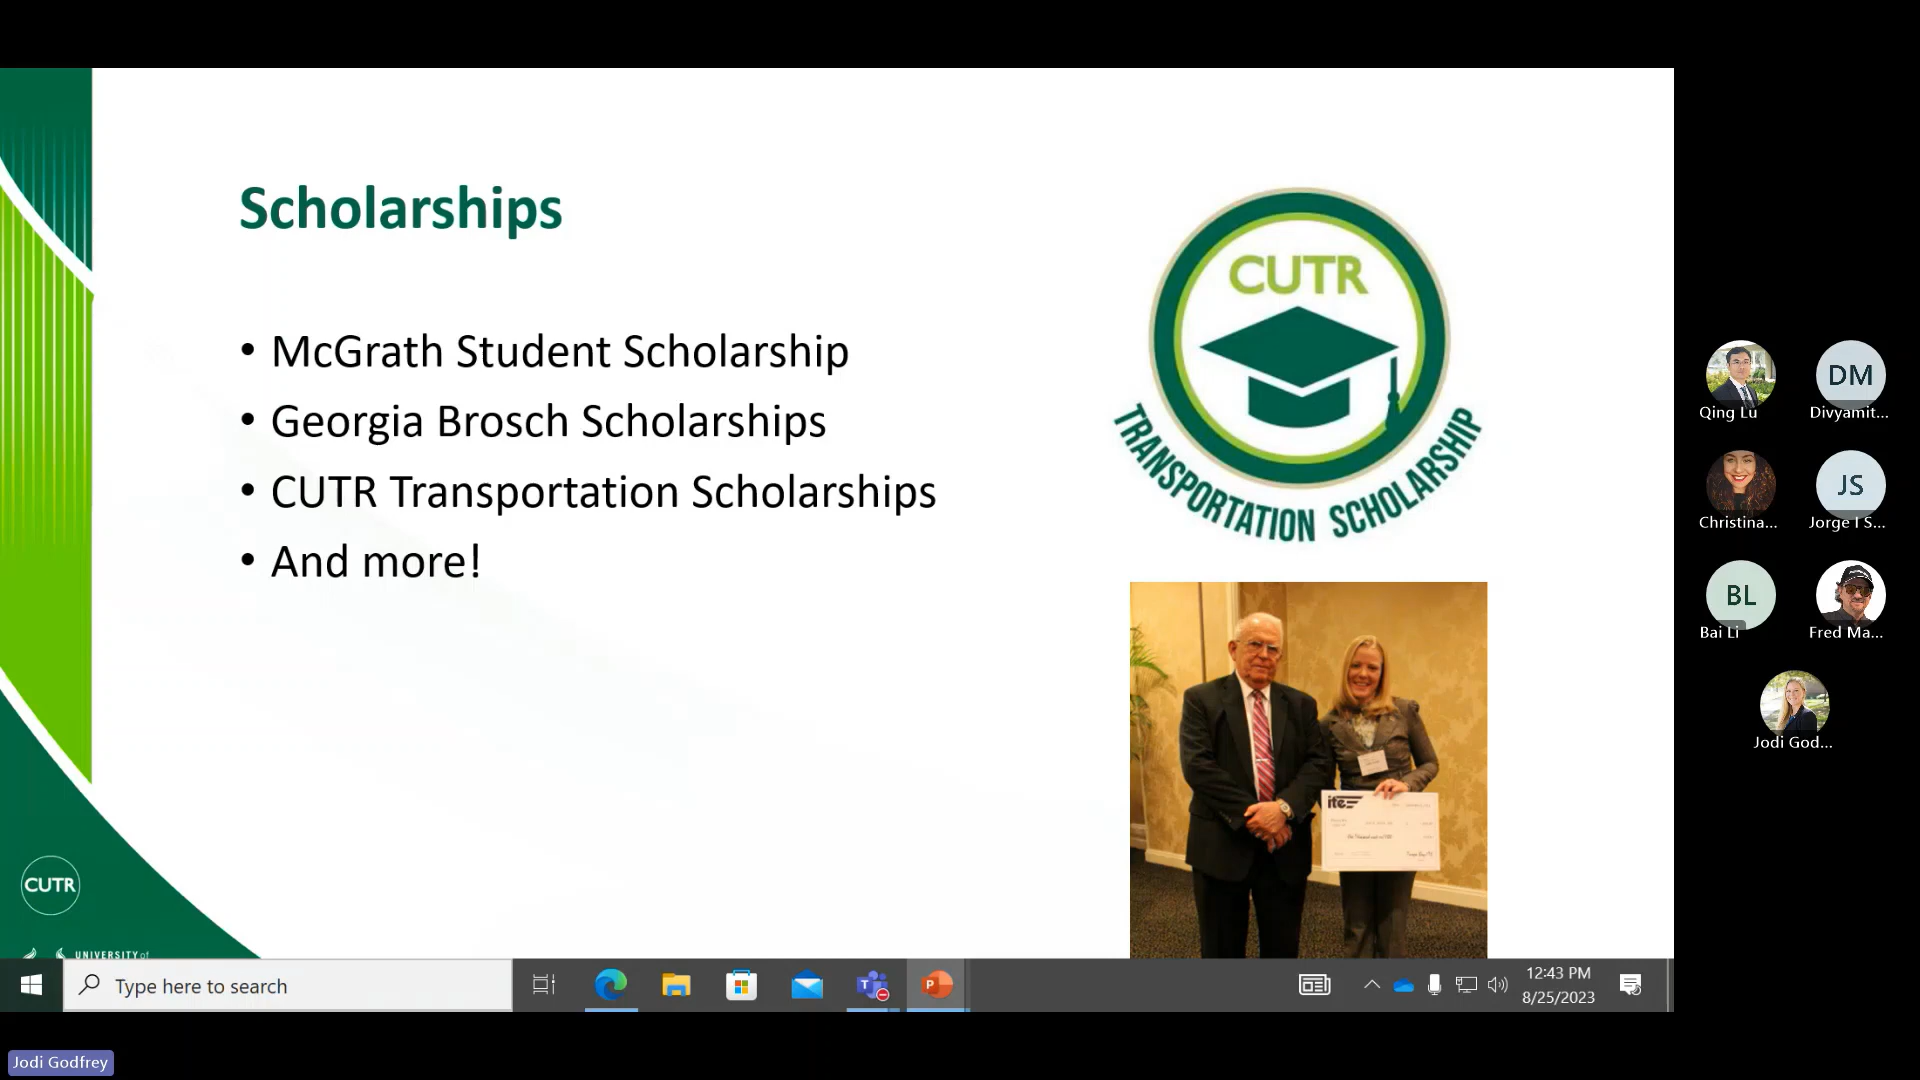 Scholarships
• McGrath Student Scholarship
• Georgia Brosch Scholarships
• CUTR Transportation Scholarships
• And more!
CUTR
TRANSPORTATION SCHOLARSHIP
ite
CUTR
UNIVERSITY of
Qing Lu
DM
Divyamit...
Christina...
JS
Jorge I S...
BL
Bai Li
Fred Ma...
Jodi God...
Type here to search
12:43 PM
8/25/2023
Jodi Godfrey